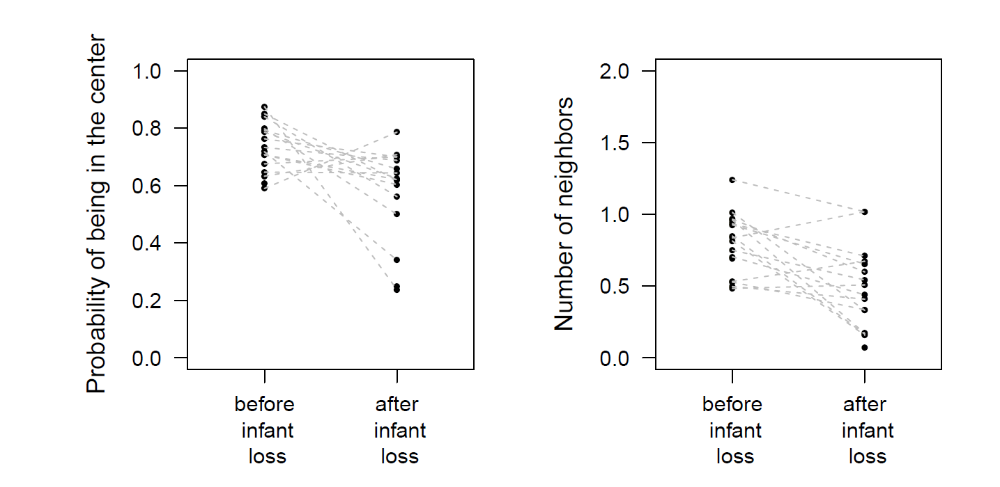 Probability of being in the center
1.0
0.8
0.6
0.4
0.2
0.0
before
infant
loss
after
infant
loss
Number of neighbors
2.0
1.5
1.0
0.5
0.0
before
infant
loss
after
infant
loss